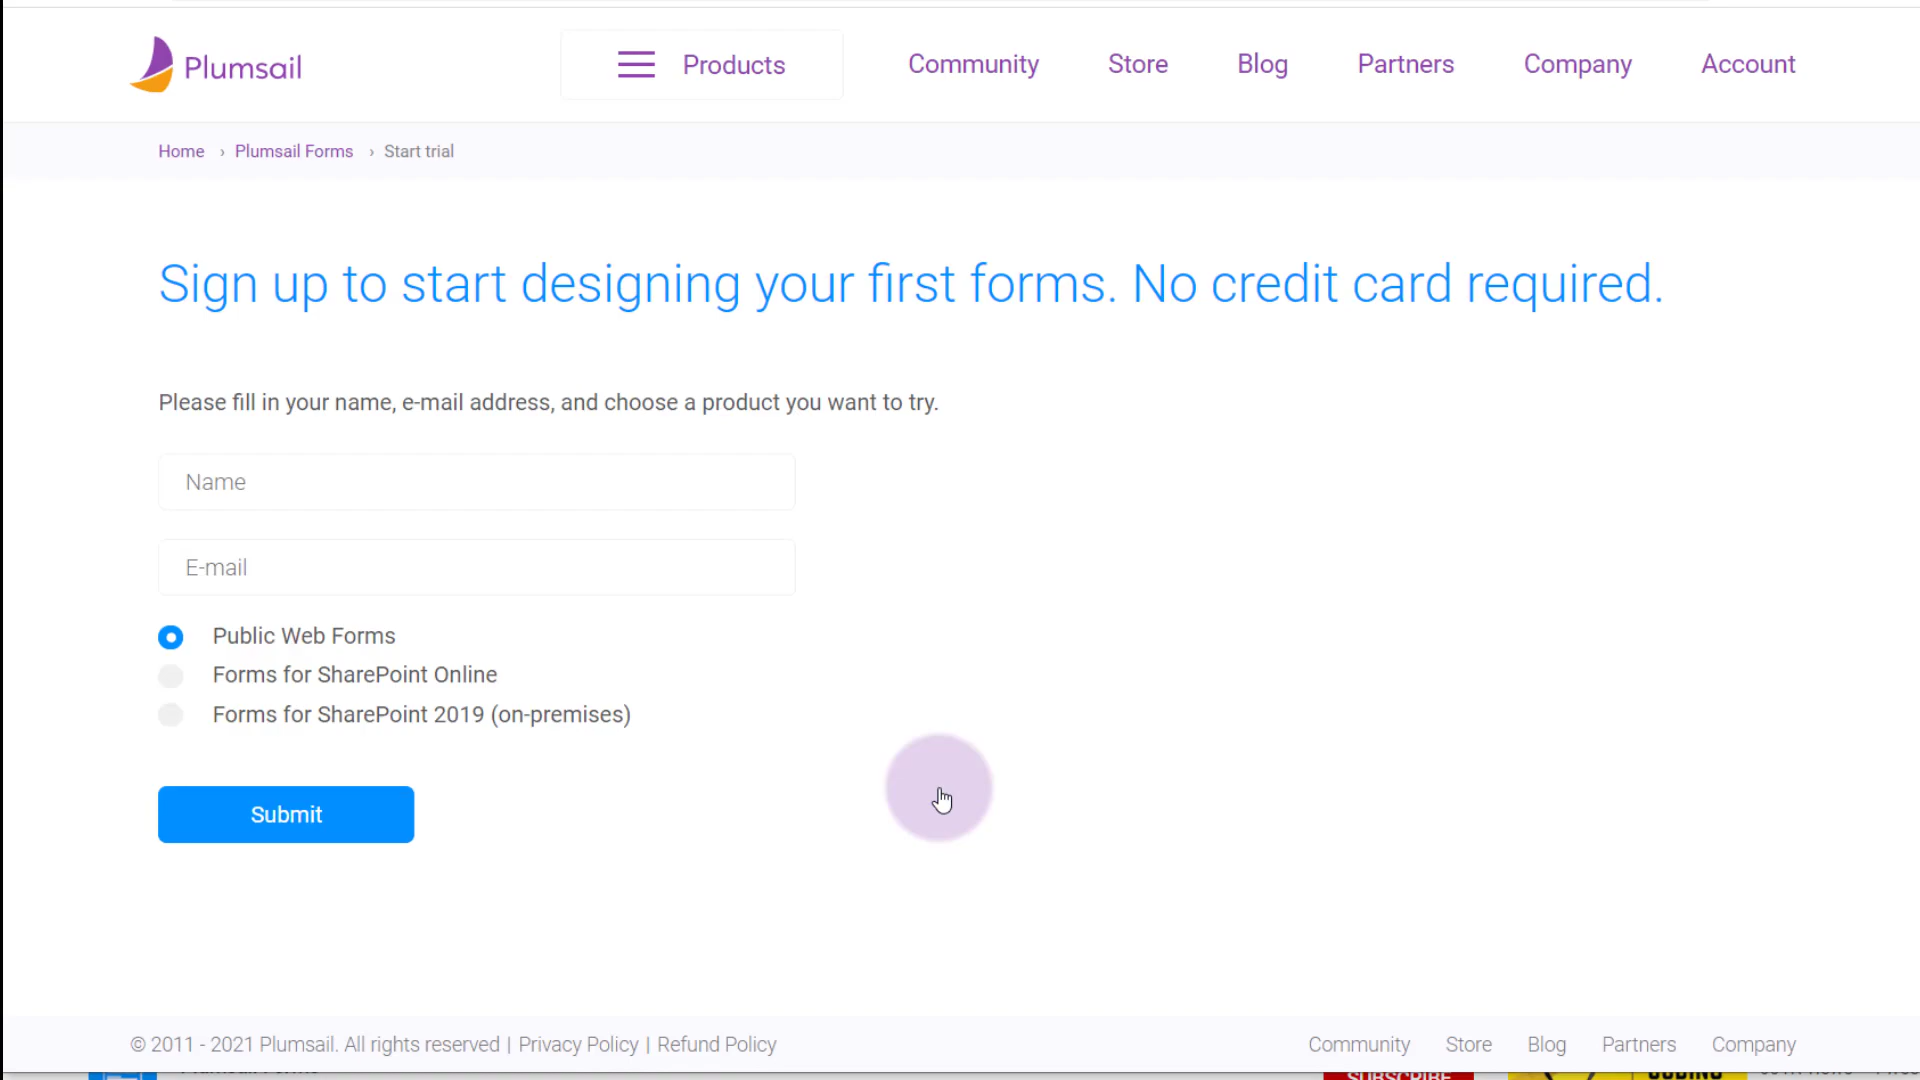 Plumsail
Products
Community
Store
Blog
Partners
Company
Account
Home › Plumsail Forms › Start trial
Sign up to start designing your first forms. No credit card required.
Please fill in your name, e-mail address, and choose a product you want to try.
Name
E-mail
Public Web Forms
Forms for SharePoint Online
Forms for SharePoint 2019 (on-premises)
Submit
© 2011 - 2021 Plumsail. All rights reserved | Privacy Policy | Refund Policy
Community
Store
Blog
Partners
Company
SUBSCRIBE
CODING